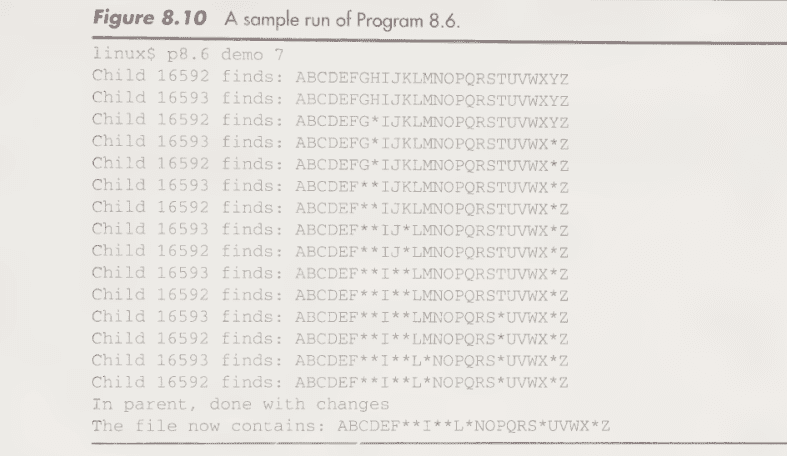 Figure 8.10 A sample run of Program 8.6.
linux$ p8.6 demo 7
Child 16592 finds: ABCDEFGHIJKLMNOPQRSTUVWXYZ
Child 16593 finds: ABCDEFGHIJKLMNOPQRSTUVWXYZ
Child 16592 finds: ABCDEFG*IJKLMNOPQRSTUVWXYZ
Child 16593 finds: ABCDEFG*IJKLMNOPQRSTUVWX*Z
Child 16592 finds: ABCDEFG*IJKLMNOPQRSTUVWX*Z
Child 16593 finds: ABCDEF**IJKLMNOPQRSTUVWX*Z
Child 16592 finds: ABCDEF**IJKLMNOPQRSTUVWX*Z
Child 16593 finds: ABCDEF**IJ*LMNOPQRSTUVWX*Z
Child 16592 finds: ABCDEF**IJ*LMNOPQRSTUVWX*Z
Child 16593 finds: ABCDEF**I**LMNOPQRSTUVWX*Z
Child 16592 finds: ABCDEF**I**LMNOPQRSTUVWX*Z
Child 16593 finds: ABCDEF**I**LMNOPQRS*UVWX*Z
Child 16592 finds: ABCDEF**I**LMNOPQRS*UVWX*Z
Child 16593 finds: ABCDEF**I**L*NOPQRS*UVWX*Z
Child 16592 finds: ABCDEF**I**L*NOPQRS*UVWX*Z
In parent, done with changes
The file now contains: ABCDEF**I**L*NOPQRS*UVWX*Z